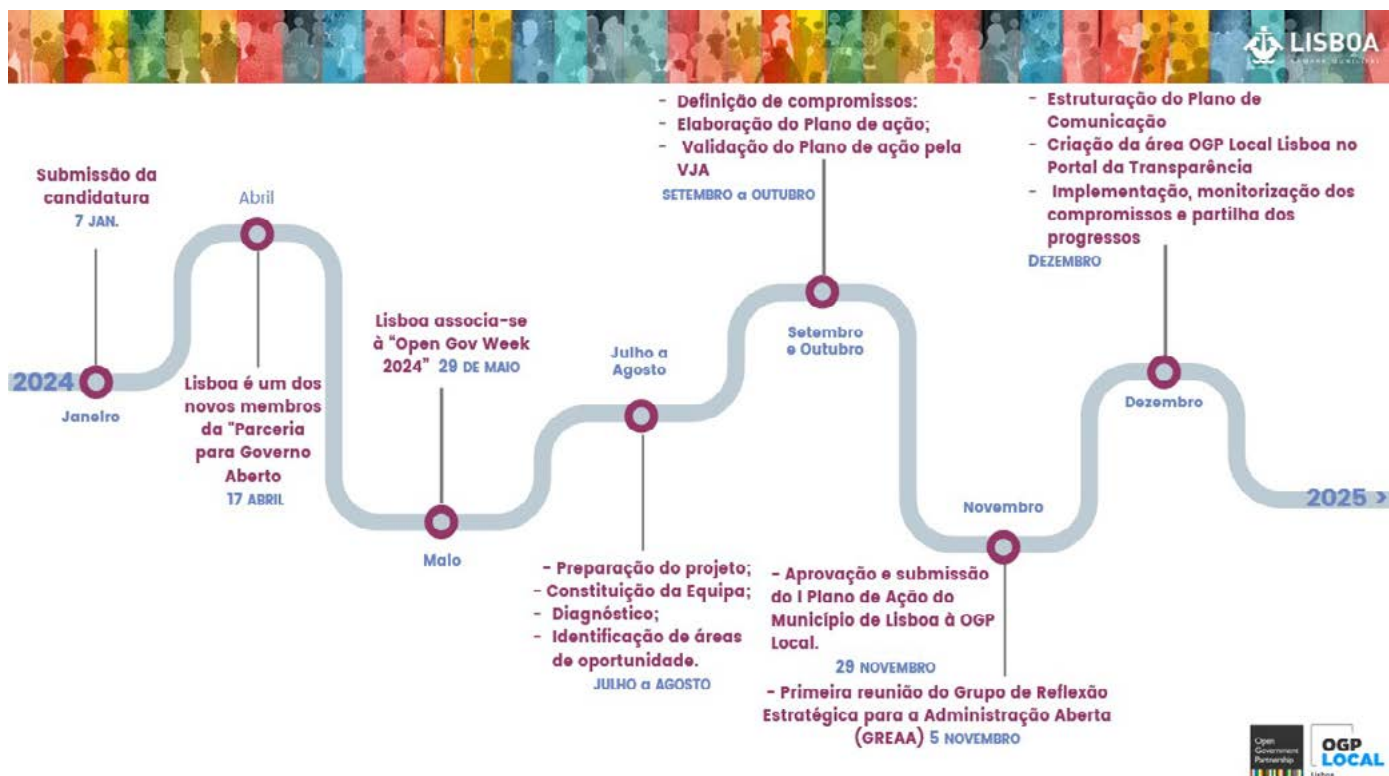 LISBOA
CÂMARA MUNICIPAL
Submissão da
candidatura
7 JAN.
2024
Janeiro
Abril
Lisboa é um dos
novos membros
da "Parceria
para Governo
Aberto
17 ABRIL
Lisboa associa-se
à "Open Gov Week
2024" 29 DE MAIO
Maio
Julho a
Agosto
- Preparação do projeto;
- Constituição da Equipa;
- Diagnóstico;
- Identificação de áreas
de oportunidade.
JULHO a AGOSTO
- Definição de compromissos:
- Elaboração do Plano de ação;
- Validação do Plano de ação pela
VJA
SETEMBRO a OUTUBRO
Setembro
e Outubro
Novembro
- Aprovação e submissão
do I Plano de Ação do
Município de Lisboa à OGP
Local.
29 NOVEMBRO
- Primeira reunião do Grupo de Reflexão
Estratégica para a Administração Aberta
(GREAA) 5 NOVEMBRO
- Estruturação do Plano de
Comunicação
- Criação da área OGP Local Lisboa no
Portal da Transparência
- Implementação, monitorização dos
compromissos e partilha dos
progressos
DEZEMBRO
Dezembro
2025 >
Open
Government
Partnership
OGP
LOCAL
Lisboa